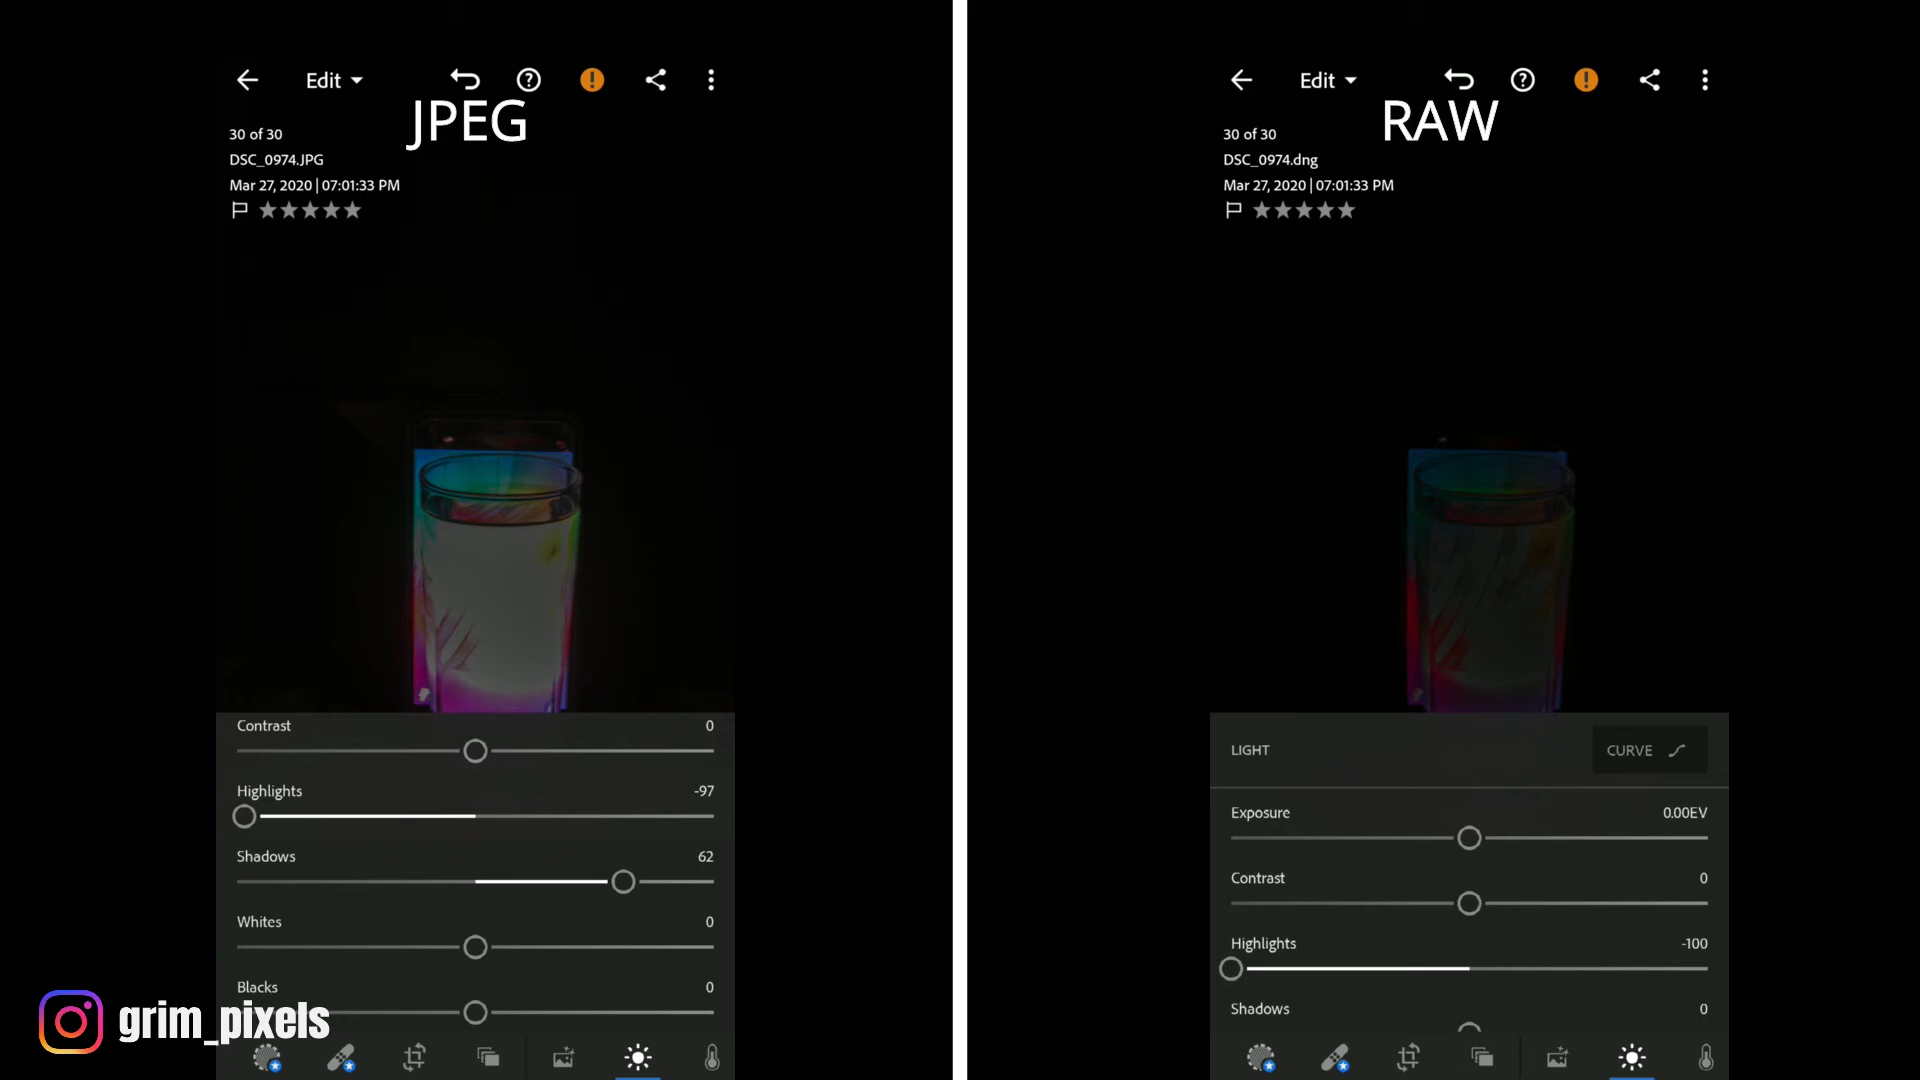 Edit
JPEG
30 of 30
DSC_0974.JPG
Mar 27, 2020 | 07:01:33 PM
Contrast 0
Highlights -97
Shadows 62
Whites 0
Blacks 0
grim_pixels
Edit
RAW
30 of 30
DSC_0974.dng
Mar 27, 2020 | 07:01:33 PM
LIGHT CURVE
Exposure 0.00EV
Contrast 0
Highlights -100
Shadows 0